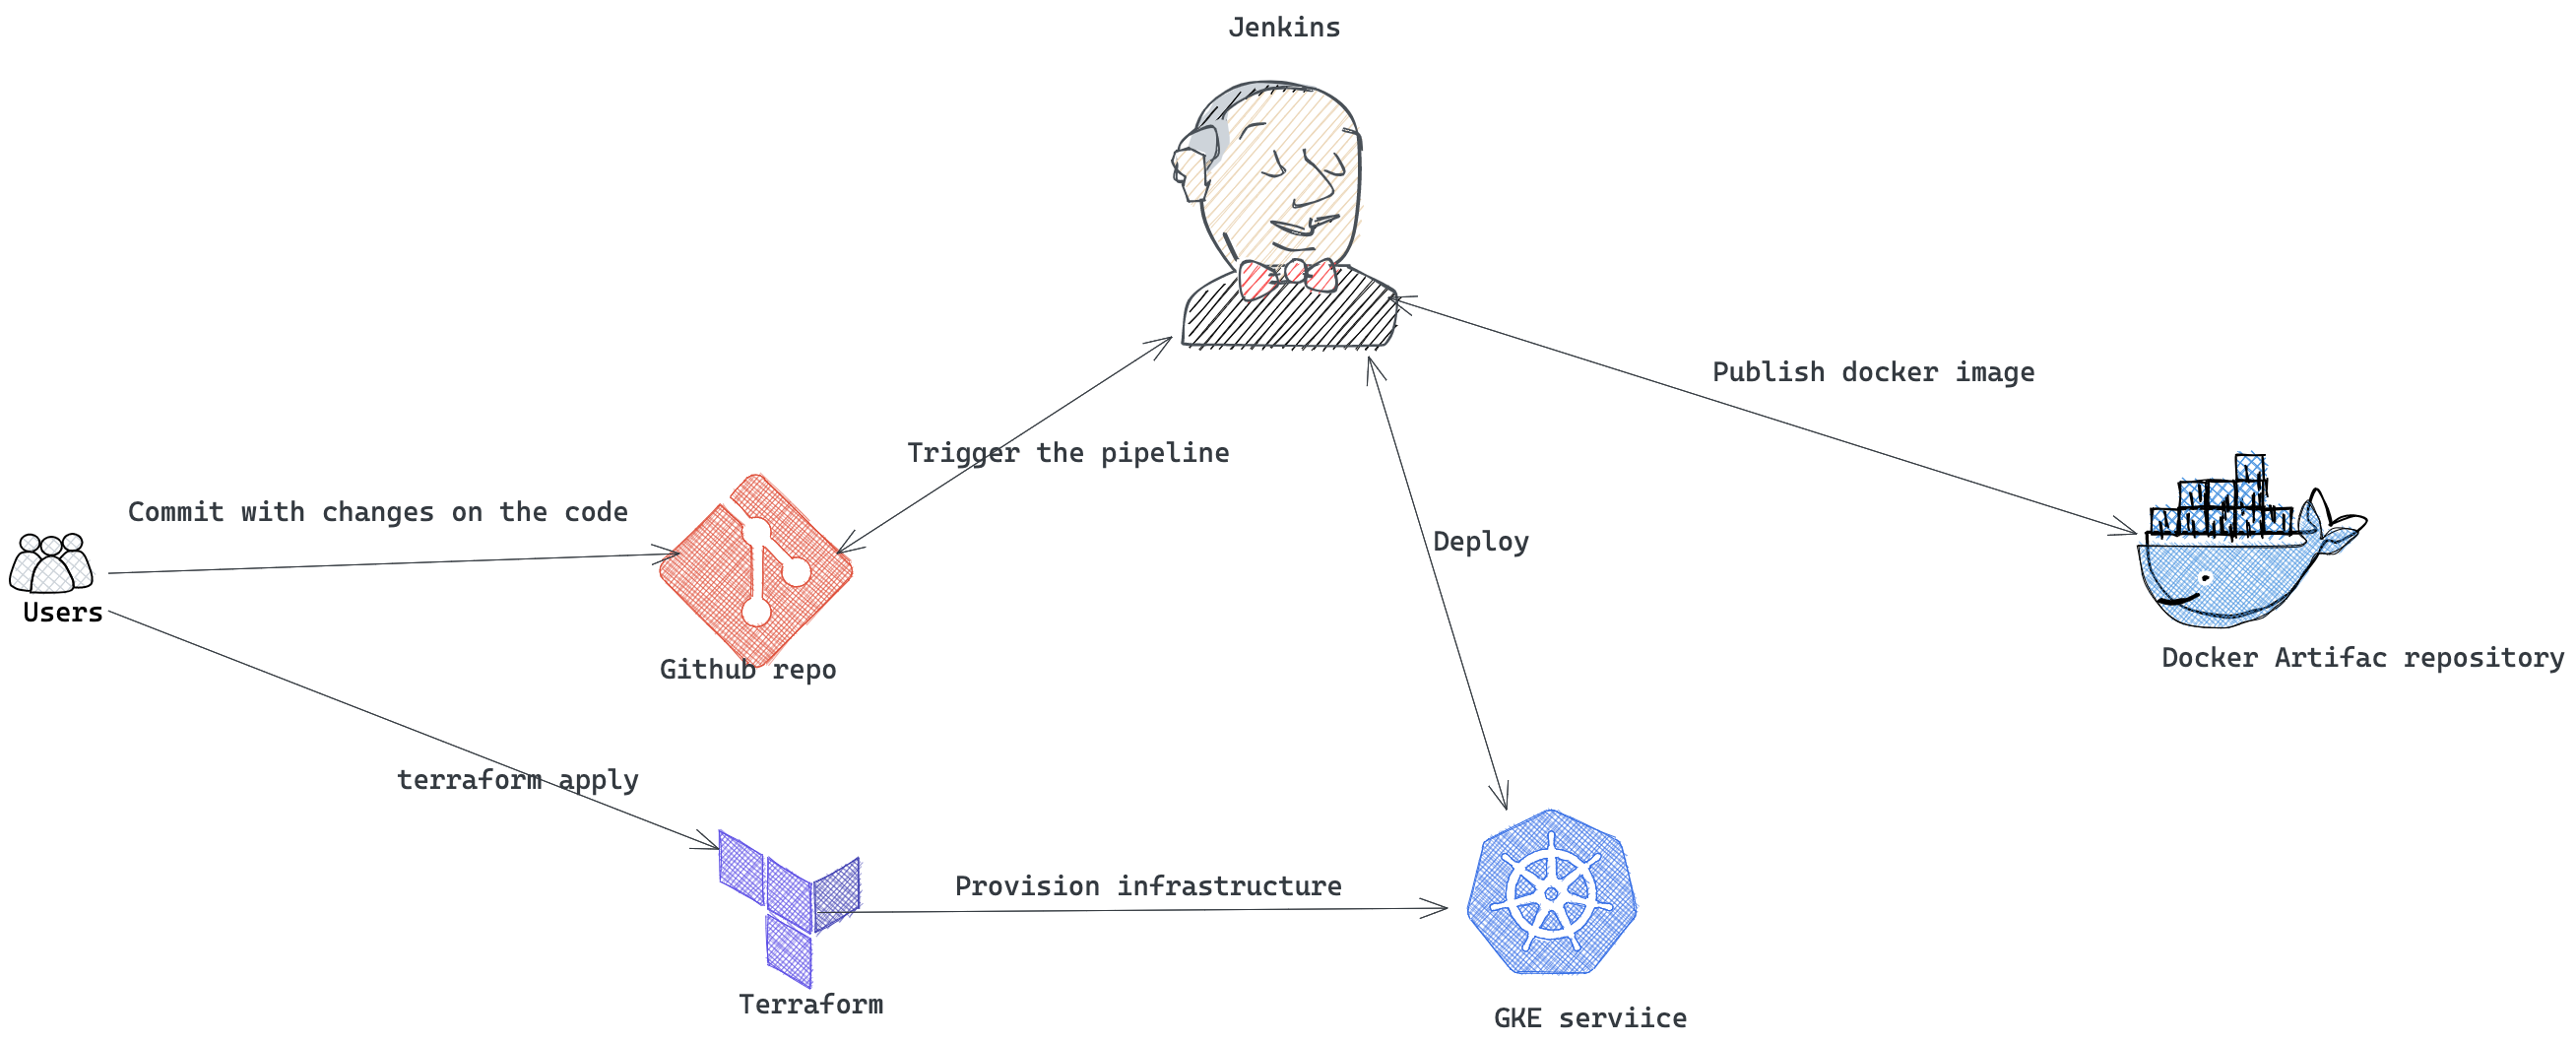 Jenkins
Publish docker image
Trigger the pipeline
Commit with changes on the code
Deploy
Users
Docker Artifac repository
Github repo
terraform apply
Provision infrastructure
Terraform
GKE serviice